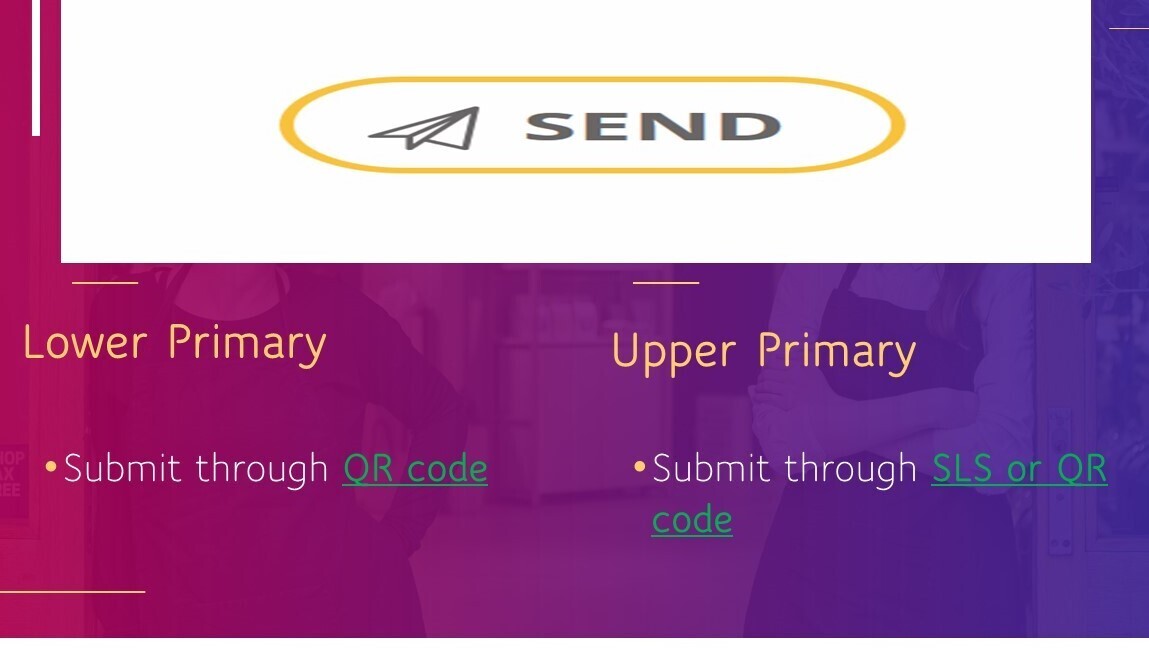 SEND
Lower Primary
Upper Primary
•Submit through QR code
•Submit through SLS or QR
code